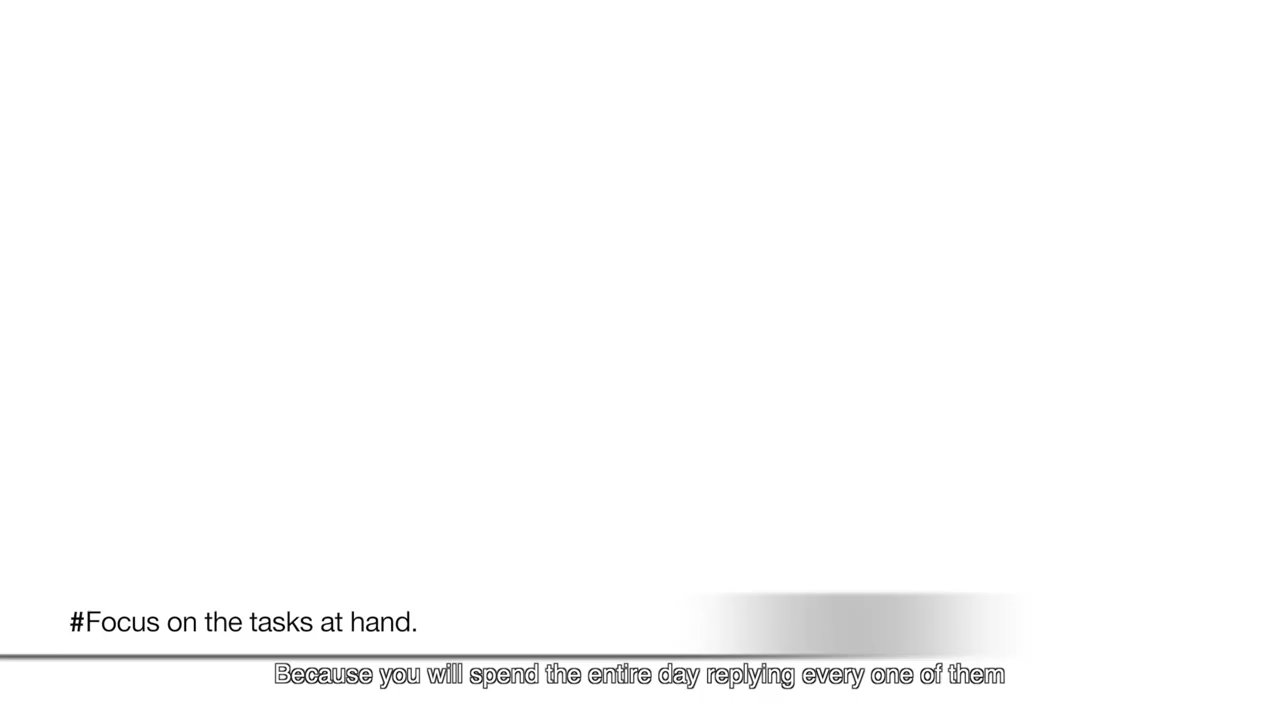 #Focus on the tasks at hand.
Because you will spend the entire day replying every one of them